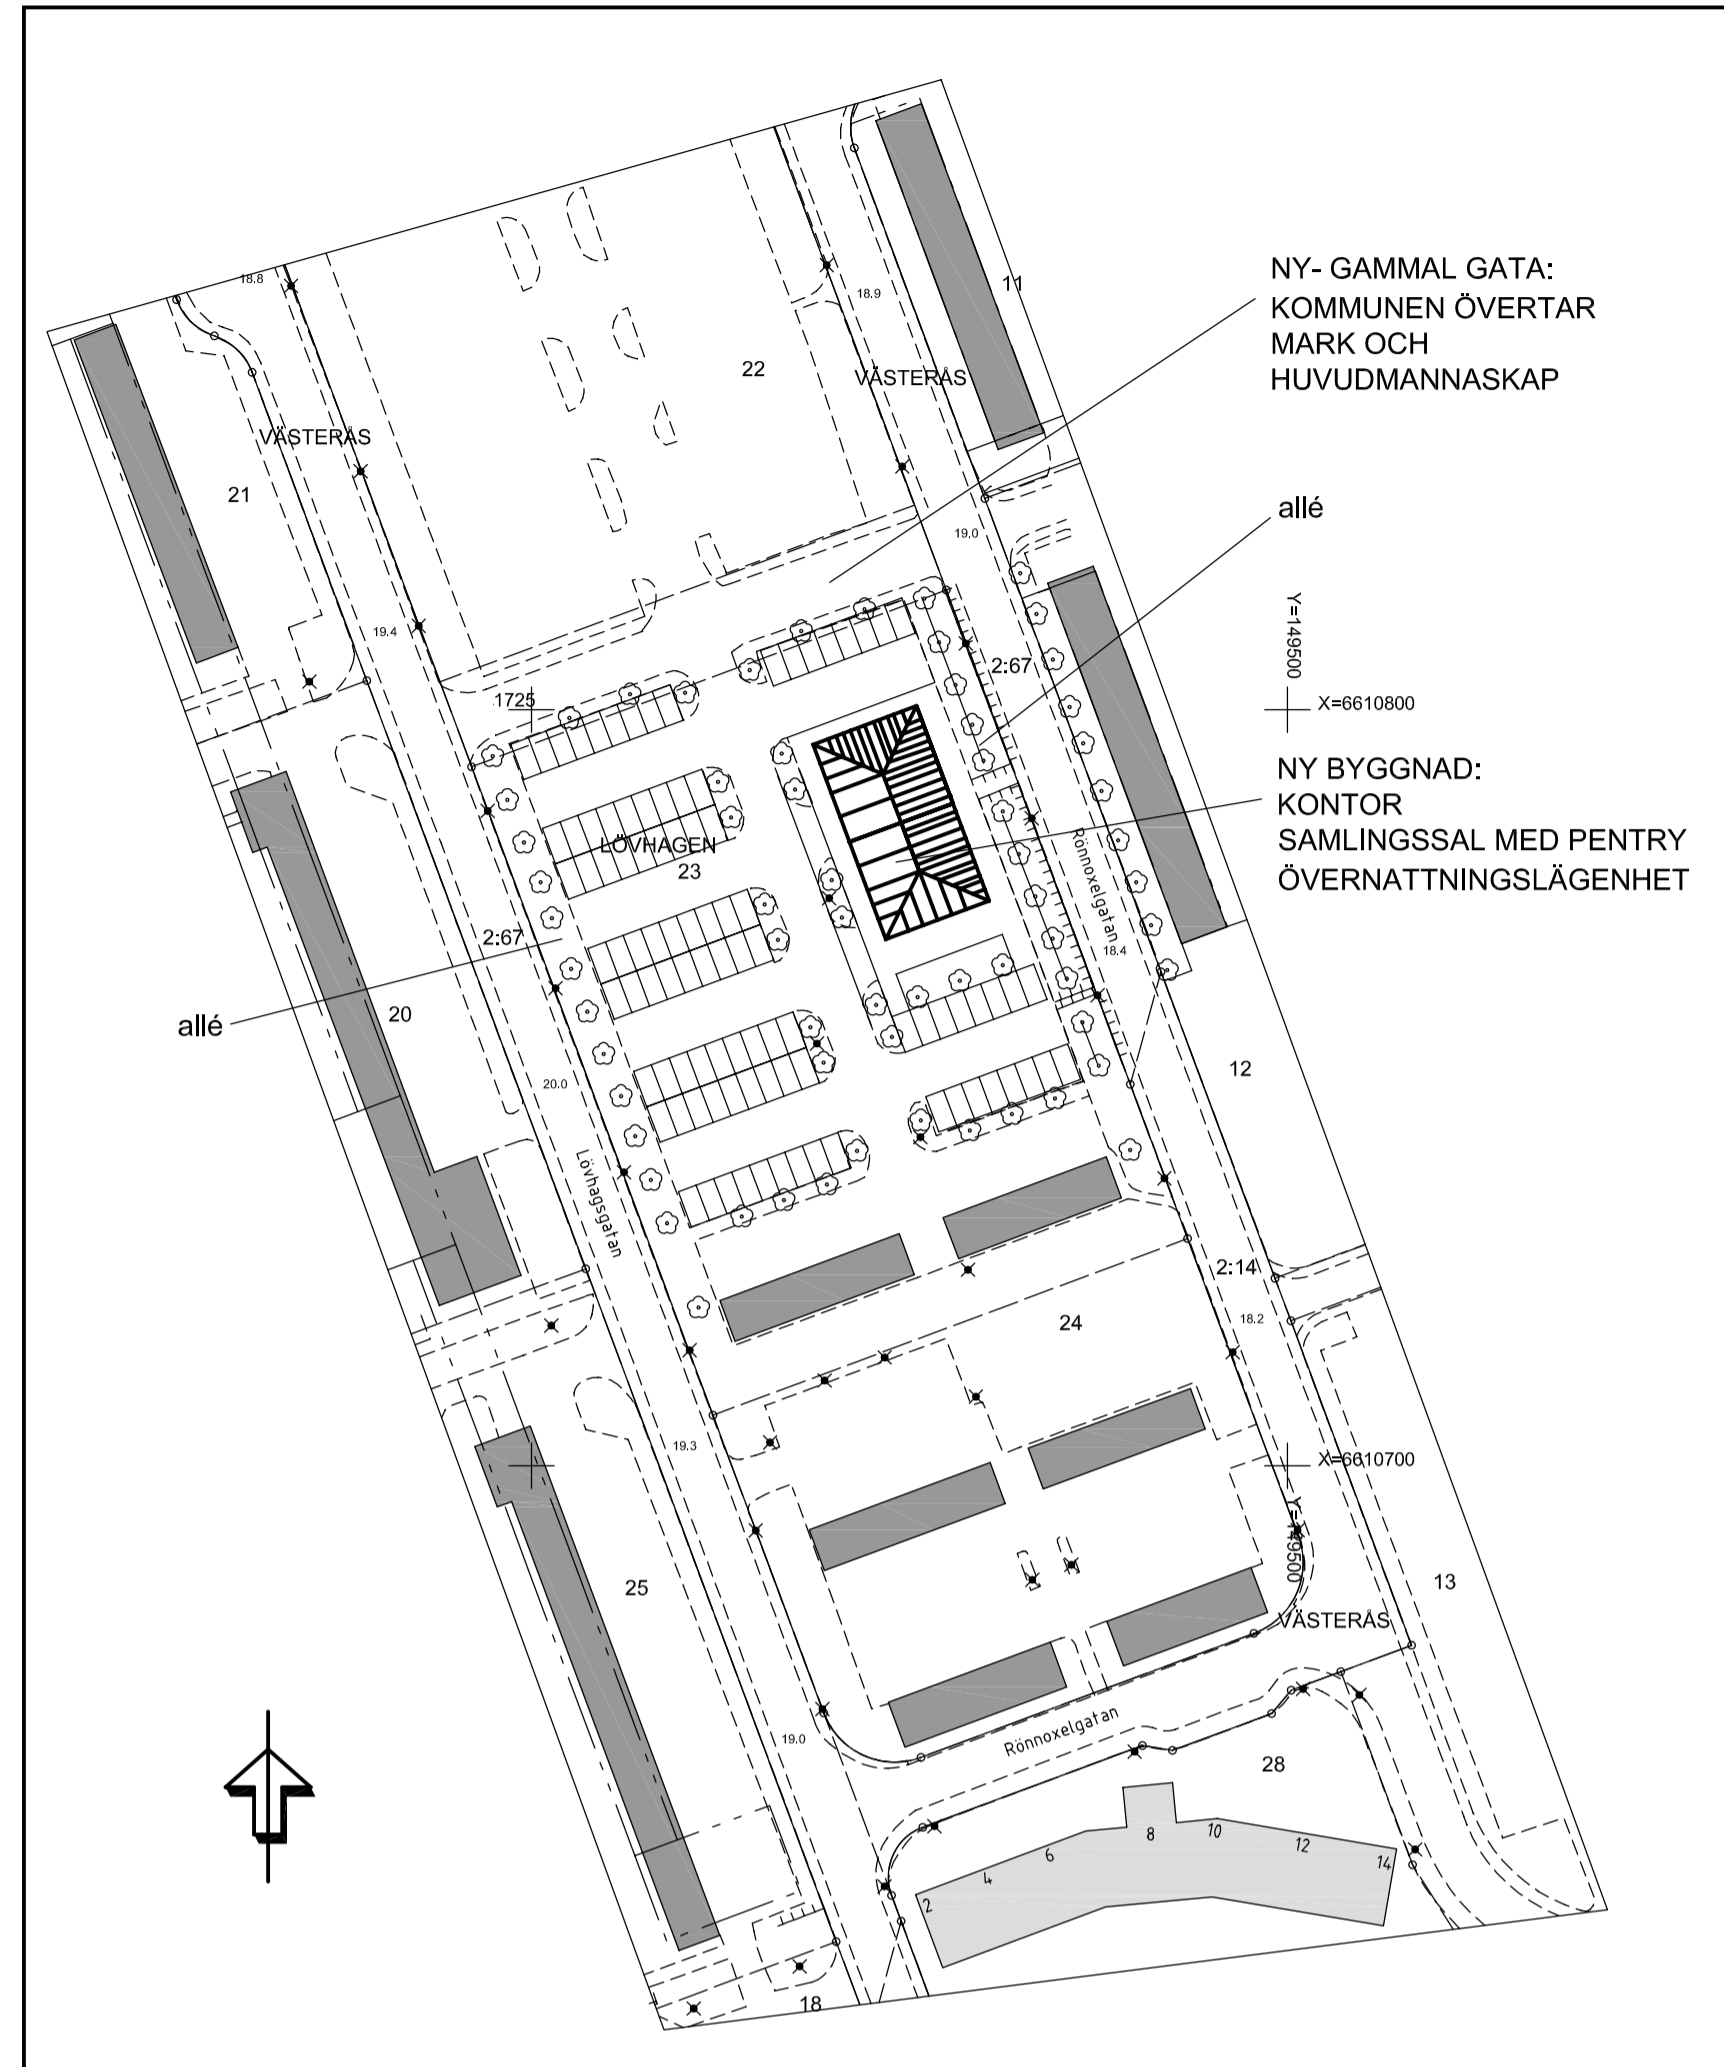 18.8
18.9
11
NY- GAMMAL GATA:
KOMMUNEN ÖVERTAR
MARK OCH
HUVUDMANNASKAP
22
VÄSTERÅS
VÄSTERÅS
21
allé
19.0
19.4
Y=149500
2:67
1725
X=6610800
NY BYGGNAD:
KONTOR
SAMLINGSSAL MED PENTRY
ÖVERNATTNINGSLÄGENHET
LÖVHAGEN
23
Rönnoxelgatan
2:67
18.4
20
allé
12
20.0
Lövhagsgatan
2:14
24
18.2
19.3
X=6610700
Y=149500
25
13
VÄSTERÅS
Rönnoxelgatan
19.0
28
8
10
12
6
14
4
2
18